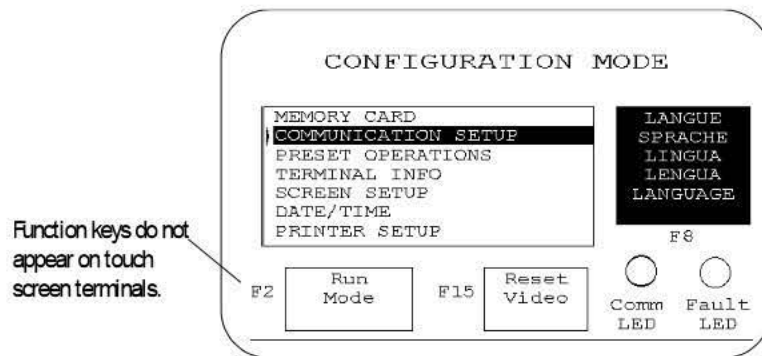 CONFIGURATION MODE
MEMORY CARD
COMMUNICATION SETUP
PRESET OPERATIONS
TERMINAL INFO
SCREEN SETUP
DATE/TIME
PRINTER SETUP
LANGUE
SPRACHE
LINGUA
LENGUA
LANGUAGE
F8
Function keys do not
appear on touch
screen terminals.
F2
Run
Mode
F15
Reset
Video
Comm
LED
Fault
LED